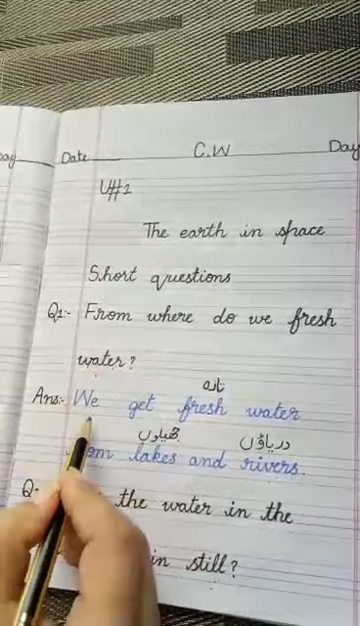 Day Date C.W Day
U#1
The earth in space
Short questions
Q1:- From where do we fresh
water?
تازہ
Ans:- We get fresh water
جھیلوں دریاؤں
lakes and rivers.
Q- the water in the
in still?